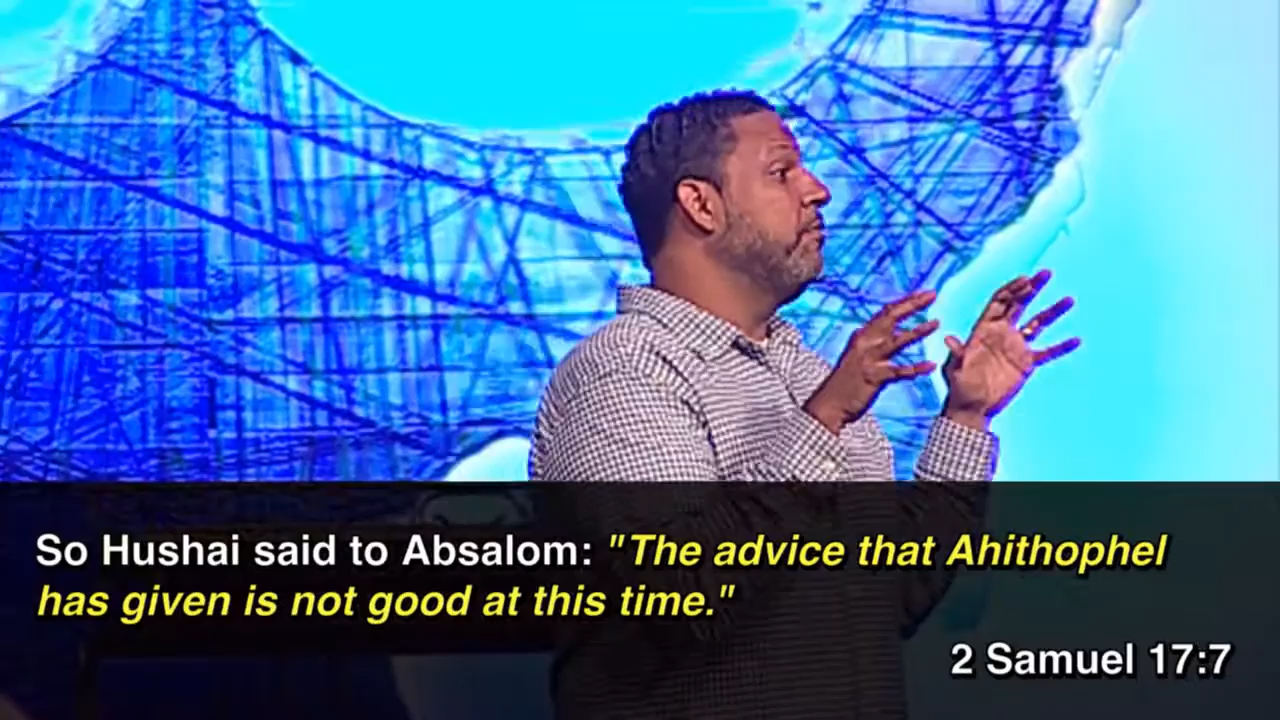 So Hushai said to Absalom: "The advice that Ahithophel
has given is not good at this time."
2 Samuel 17:7